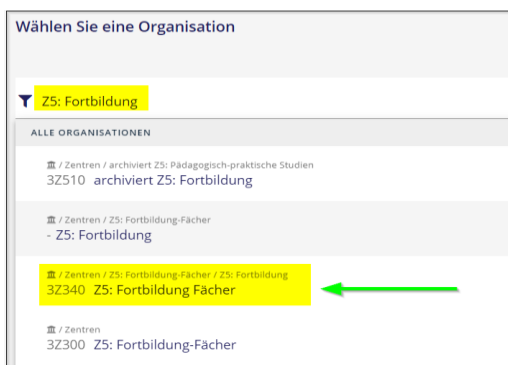 Wählen Sie eine Organisation
Z5: Fortbildung
ALLE ORGANISATIONEN
/ Zentren / archiviert Z5: Pädagogisch-praktische Studien
3Z510 archiviert Z5: Fortbildung
/ Zentren / Z5: Fortbildung-Fächer
- Z5: Fortbildung
/ Zentren / Z5: Fortbildung-Fächer / Z5: Fortbildung
3Z340 Z5: Fortbildung Fächer
/ Zentren
3Z300 Z5: Fortbildung-Fächer